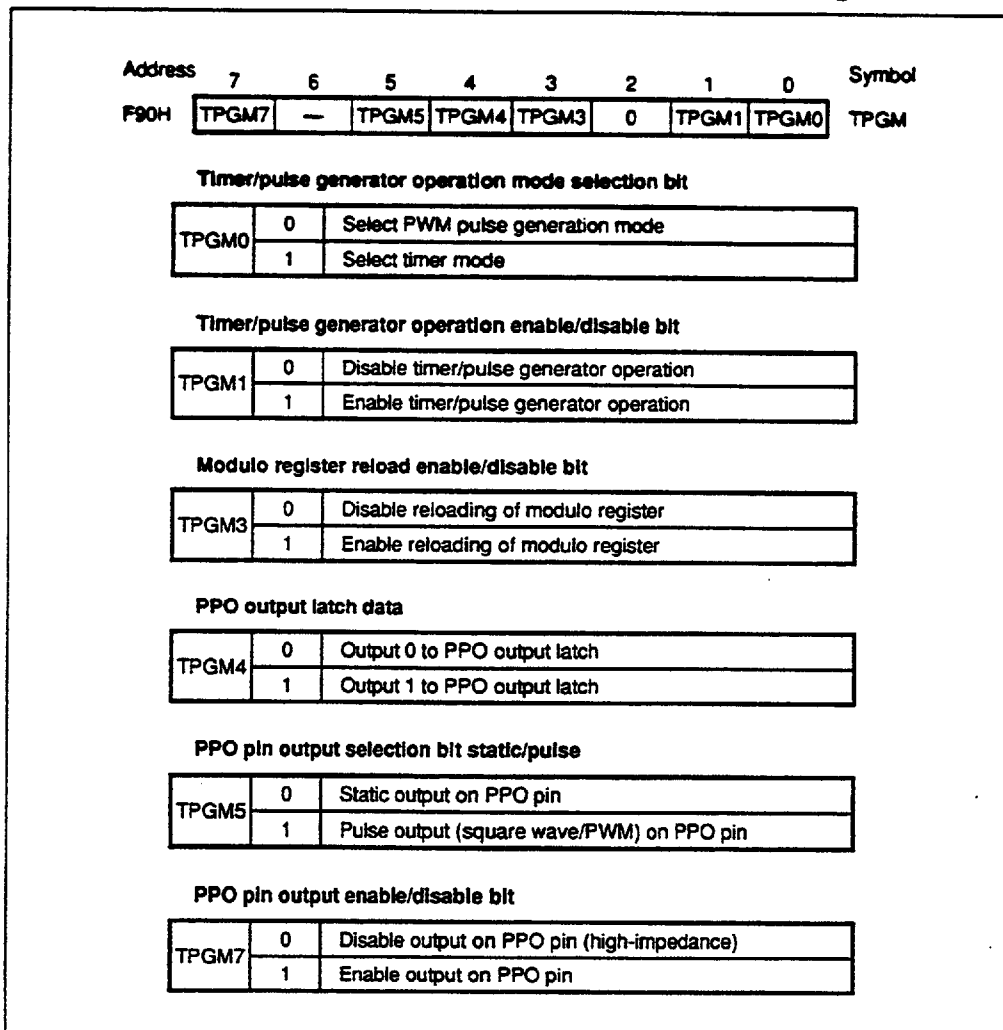 Address 7 6 5 4 3 2 1 0 Symbol
F90H TPGM7 — TPGM5 TPGM4 TPGM3 0 TPGM1 TPGM0 TPGM
Timer/pulse generator operation mode selection bit
TPGM0 0 Select PWM pulse generation mode
1 Select timer mode
Timer/pulse generator operation enable/disable bit
TPGM1 0 Disable timer/pulse generator operation
1 Enable timer/pulse generator operation
Modulo register reload enable/disable bit
TPGM3 0 Disable reloading of modulo register
1 Enable reloading of modulo register
PPO output latch data
TPGM4 0 Output 0 to PPO output latch
1 Output 1 to PPO output latch
PPO pin output selection bit static/pulse
TPGM5 0 Static output on PPO pin
1 Pulse output (square wave/PWM) on PPO pin
PPO pin output enable/disable bit
TPGM7 0 Disable output on PPO pin (high-impedance)
1 Enable output on PPO pin